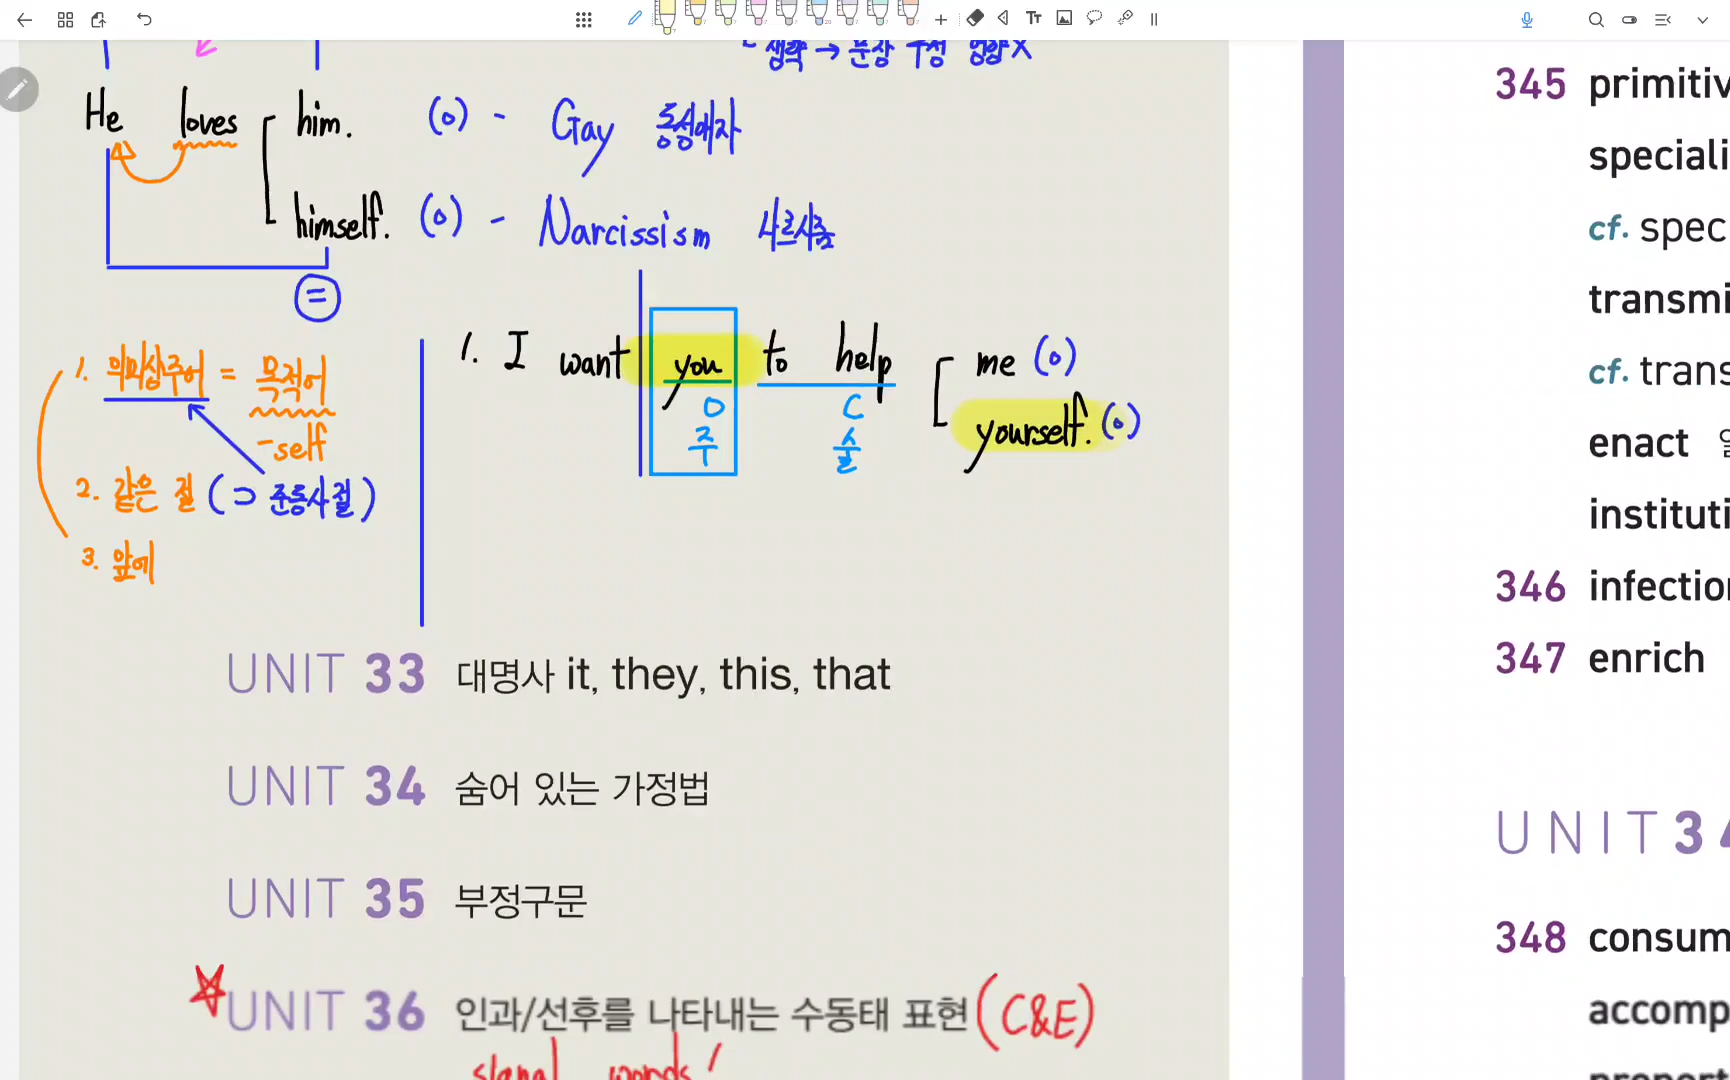 생략 → 문장 구성 영향 X
He loves him. (o) - Gay 동성애자
himself. (o) - Narcissism 나르시즘
=
1. 의미상주어 = 목적어
-self
2. 같은 절 (⊃ 준동사절)
3. 앞에
1. I want you to help me (o)
yourself. (o)
O C
주 술
UNIT 33 대명사 it, they, this, that
UNIT 34 숨어 있는 가정법
UNIT 35 부정구문
UNIT 36 인과/선후를 나타내는 수동태 표현 (C&E)
signal words!
345 primitiv
speciali
cf. spec
transmi
cf. trans
enact
instituti
346 infection
347 enrich
UNIT 34
348 consum
accomp